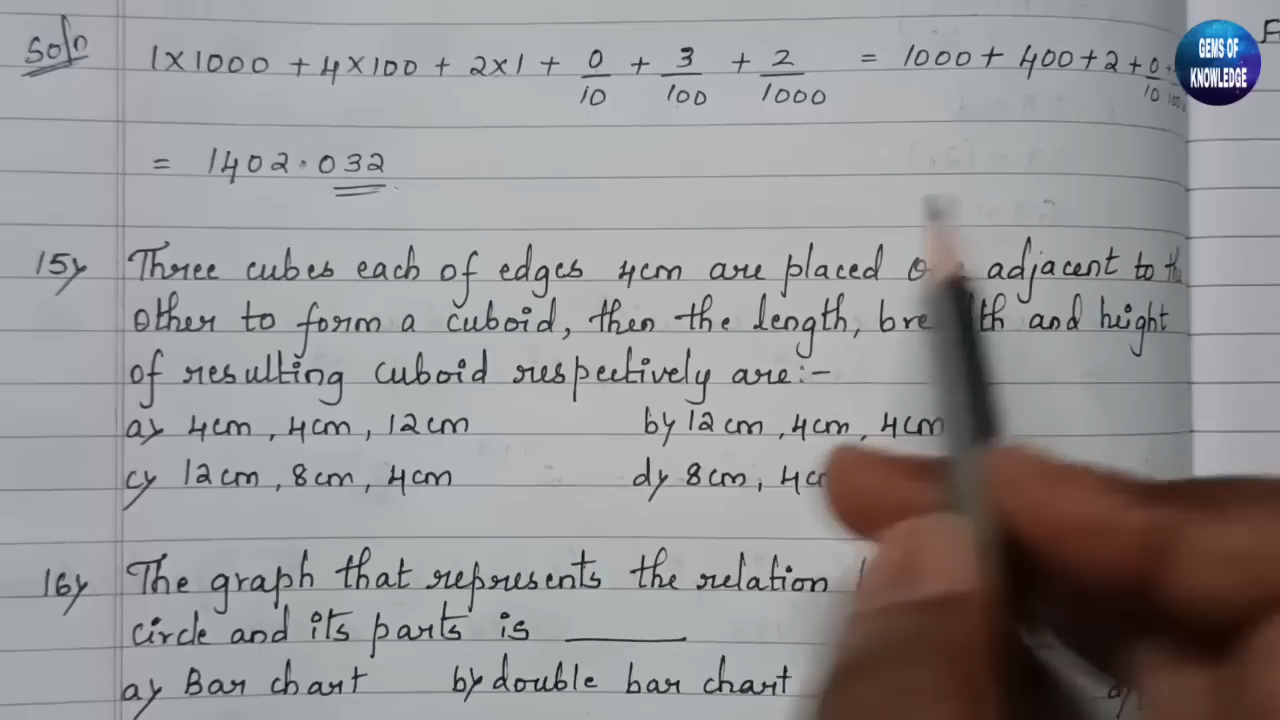 Soln 1×1000 + 4×100 + 2×1 + 0/10 + 3/100 + 2/1000 = 1000 + 400 + 2 + 0/10
= 1402.032
15) Three cubes each of edges 4cm are placed adjacent to
other to form a cuboid, then the length, and height
of resulting cuboid respectively are:-
a) 4cm, 4cm, 12cm b) 12cm, 4cm, 4cm
c) 12cm, 8cm, 4cm d) 8cm,
16) The graph that represents the relation
circle and its parts is ______
a) Bar chart b) double bar chart
GEMS OF
KNOWLEDGE